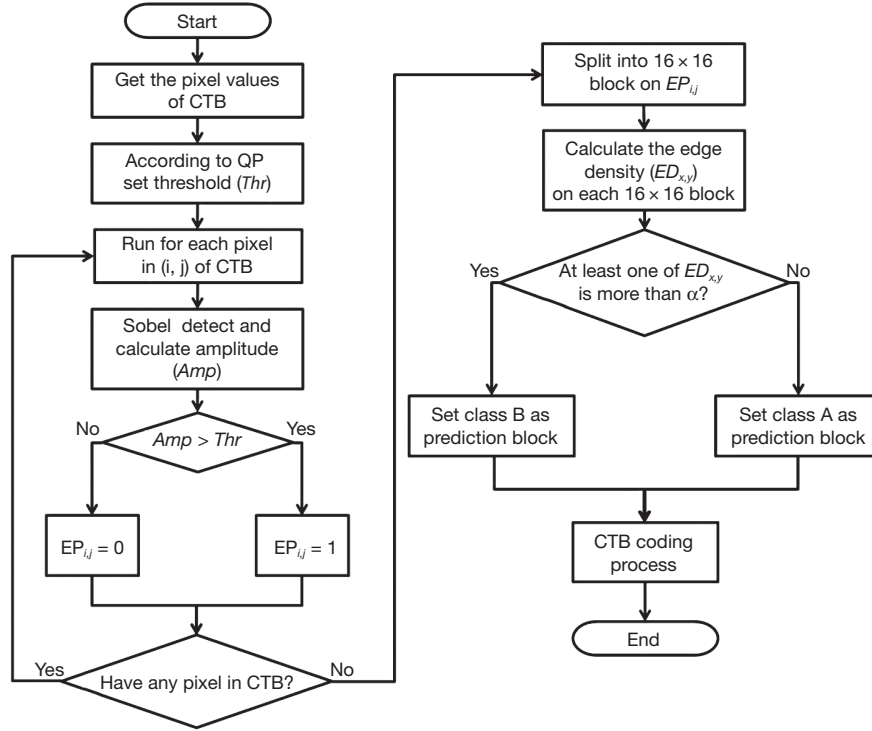 Start
Get the pixel values
of CTB
According to QP
set threshold (Thr)
Run for each pixel
in (i, j) of CTB
Sobel detect and
calculate amplitude
(Amp)
No
Amp > Thr
Yes
EPi,j = 0
EPi,j = 1
Yes
Have any pixel in CTB?
No
Split into 16 × 16
block on EPi,j
Calculate the edge
density (EDx,y)
on each 16 × 16 block
Yes
At least one of EDx,y
is more than α?
No
Set class B as
prediction block
Set class A as
prediction block
CTB coding
process
End